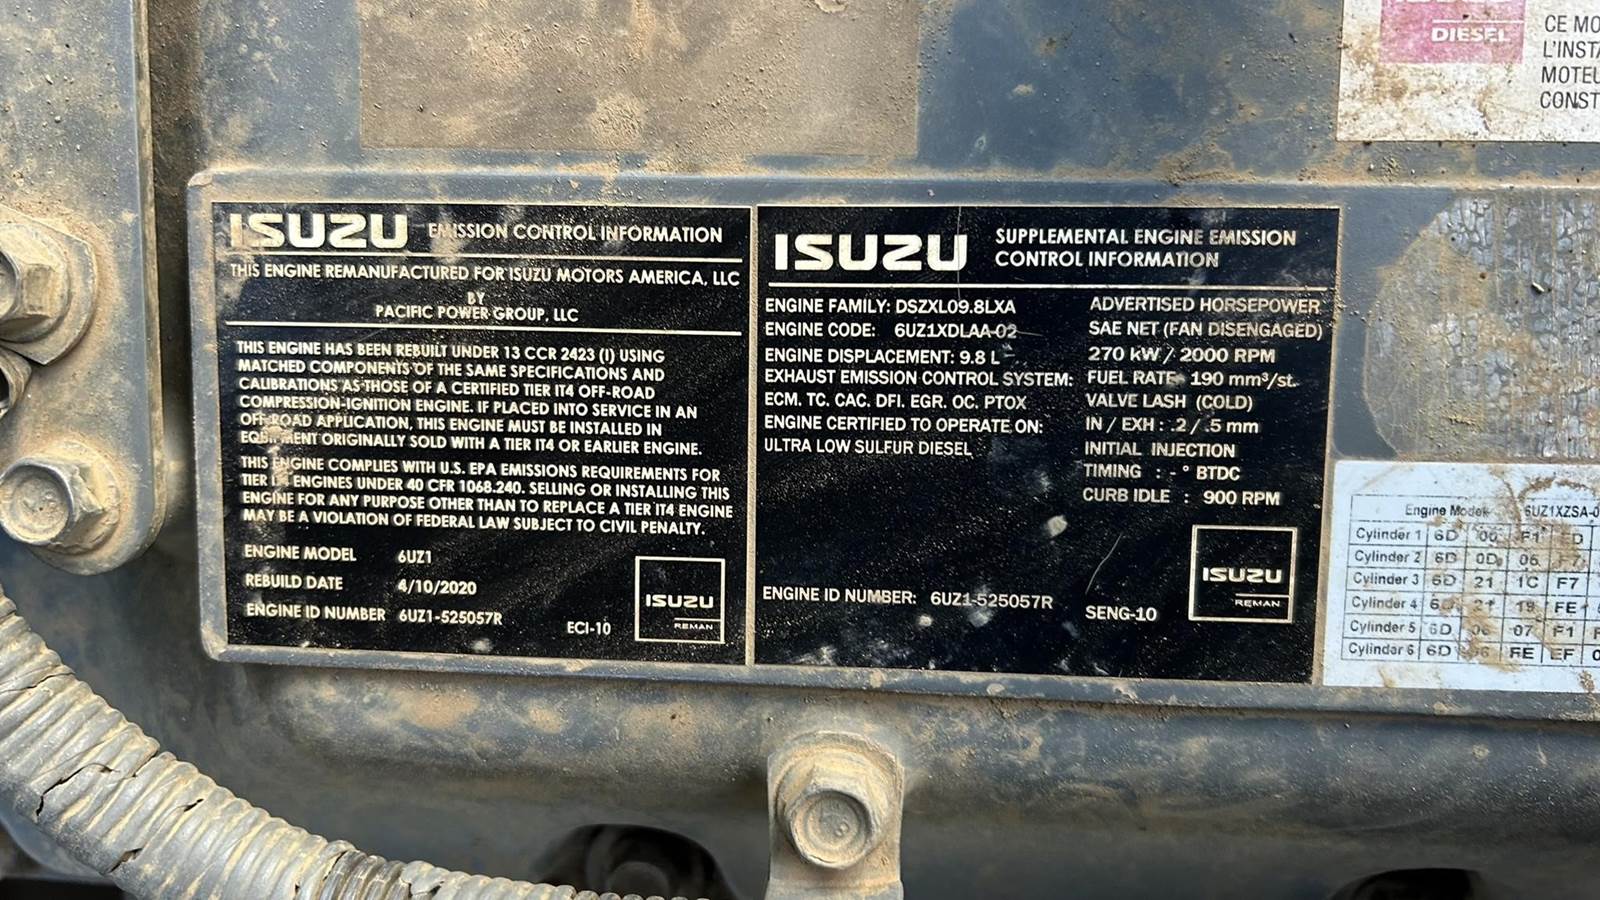 ISUZU EMISSION CONTROL INFORMATION
THIS ENGINE REMANUFACTURED FOR ISUZU MOTORS AMERICA, LLC
BY
PACIFIC POWER GROUP, LLC
THIS ENGINE HAS BEEN REBUILT UNDER 13 CCR 2423 (I) USING
MATCHED COMPONENTS OF THE SAME SPECIFICATIONS AND
CALIBRATIONS AS THOSE OF A CERTIFIED TIER IT4 OFF-ROAD
COMPRESSION-IGNITION ENGINE. IF PLACED INTO SERVICE IN AN
OFF-ROAD APPLICATION, THIS ENGINE MUST BE INSTALLED IN
EQUIPMENT ORIGINALLY SOLD WITH A TIER IT4 OR EARLIER ENGINE.
THIS ENGINE COMPLIES WITH U.S. EPA EMISSIONS REQUIREMENTS FOR
TIER IT4 ENGINES UNDER 40 CFR 1068.240. SELLING OR INSTALLING THIS
ENGINE FOR ANY PURPOSE OTHER THAN TO REPLACE A TIER IT4 ENGINE
MAY BE A VIOLATION OF FEDERAL LAW SUBJECT TO CIVIL PENALTY.
ENGINE MODEL 6UZ1
REBUILD DATE 4/10/2020
ENGINE ID NUMBER 6UZ1-525057R
ECI-10
ISUZU
REMAN
ISUZU SUPPLEMENTAL ENGINE EMISSION
CONTROL INFORMATION
ENGINE FAMILY: DSZXL09.8LXA
ENGINE CODE: 6UZ1XDLAA-02
ENGINE DISPLACEMENT: 9.8 L
EXHAUST EMISSION CONTROL SYSTEM:
ECM. TC. CAC. DFI. EGR. OC. PTOX
ENGINE CERTIFIED TO OPERATE ON:
ULTRA LOW SULFUR DIESEL
ADVERTISED HORSEPOWER
SAE NET (FAN DISENGAGED)
270 kW / 2000 RPM
FUEL RATE 190 mm³/st.
VALVE LASH (COLD)
IN / EXH : .2 / .5 mm
INITIAL INJECTION
TIMING : - ° BTDC
CURB IDLE : 900 RPM
ENGINE ID NUMBER: 6UZ1-525057R
SENG-10
ISUZU
REMAN
DIESEL
CE MO
L'INSTA
MOTEU
CONST
Engine Model 6UZ1XZSA-0
Cylinder 1 6D F1
Cylinder 2 6D 0D 06 F7
Cylinder 3 6D 21 1C F7
Cylinder 4 21 19 FE
Cylinder 5 6D 07 F1
Cylinder 6 6D FE EF